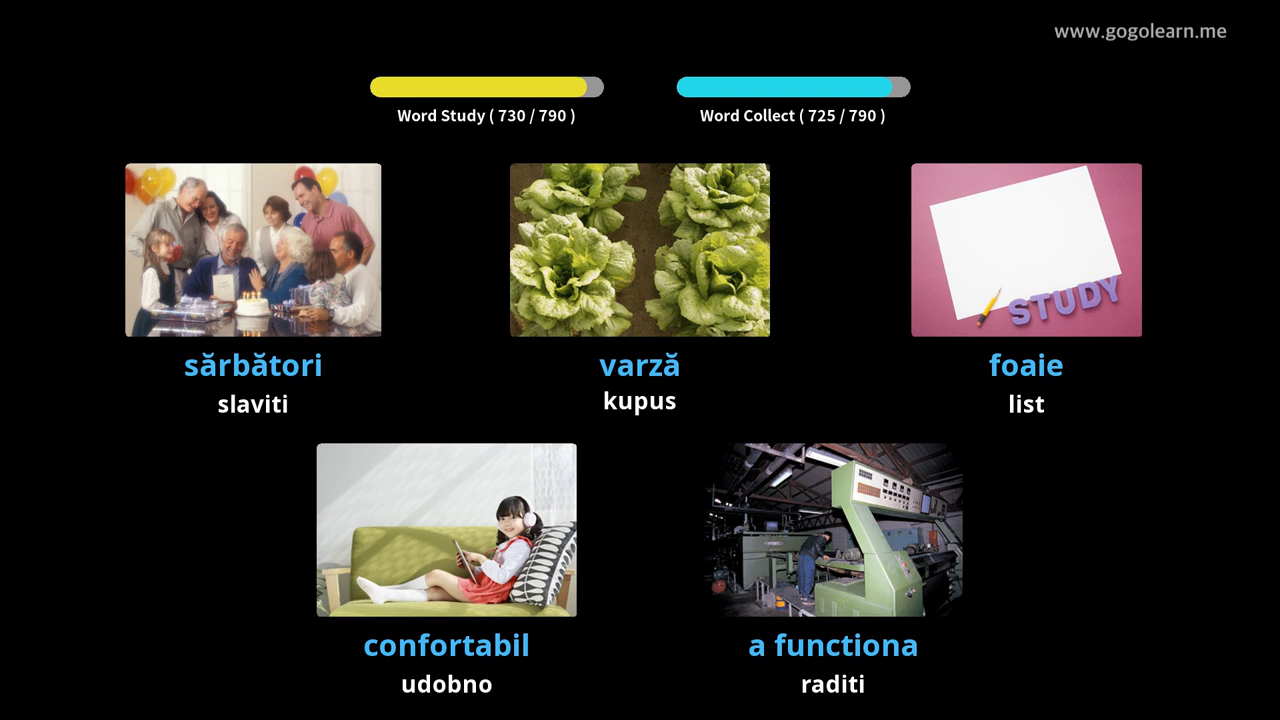 www.gogolearn.me
Word Study ( 730 / 790 )
Word Collect ( 725 / 790 )
STUDY
sărbători
slaviti
varză
kupus
foaie
list
confortabil
udobno
a functiona
raditi